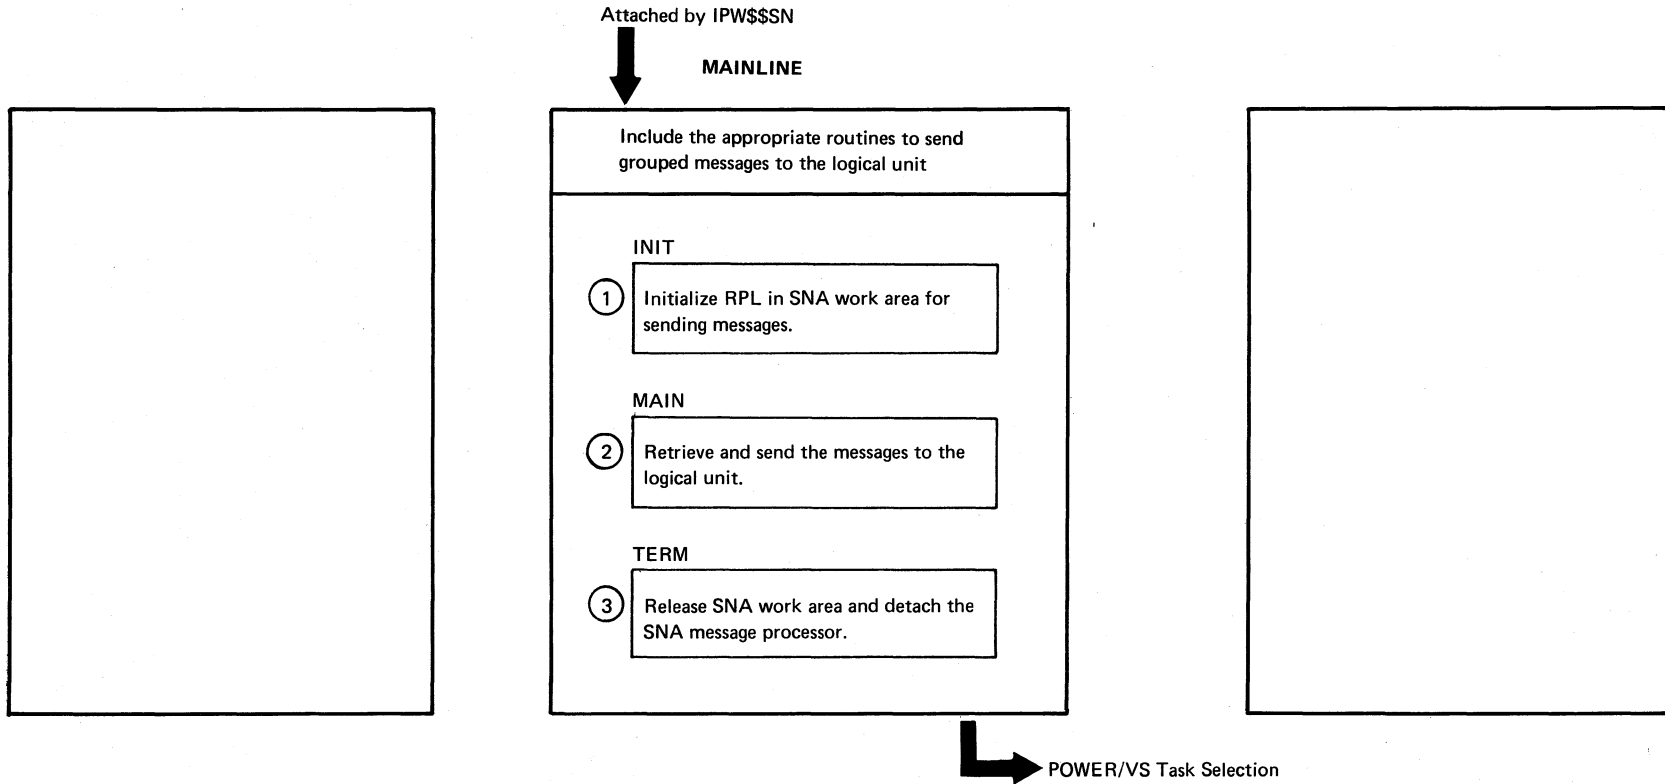 Attached by IPW$$SN
MAINLINE
Include the appropriate routines to send
grouped messages to the logical unit
INIT
1
Initialize RPL in SNA work area for
sending messages.
MAIN
2
Retrieve and send the messages to the
logical unit.
TERM
3
Release SNA work area and detach the
SNA message processor.
POWER/VS Task Selection